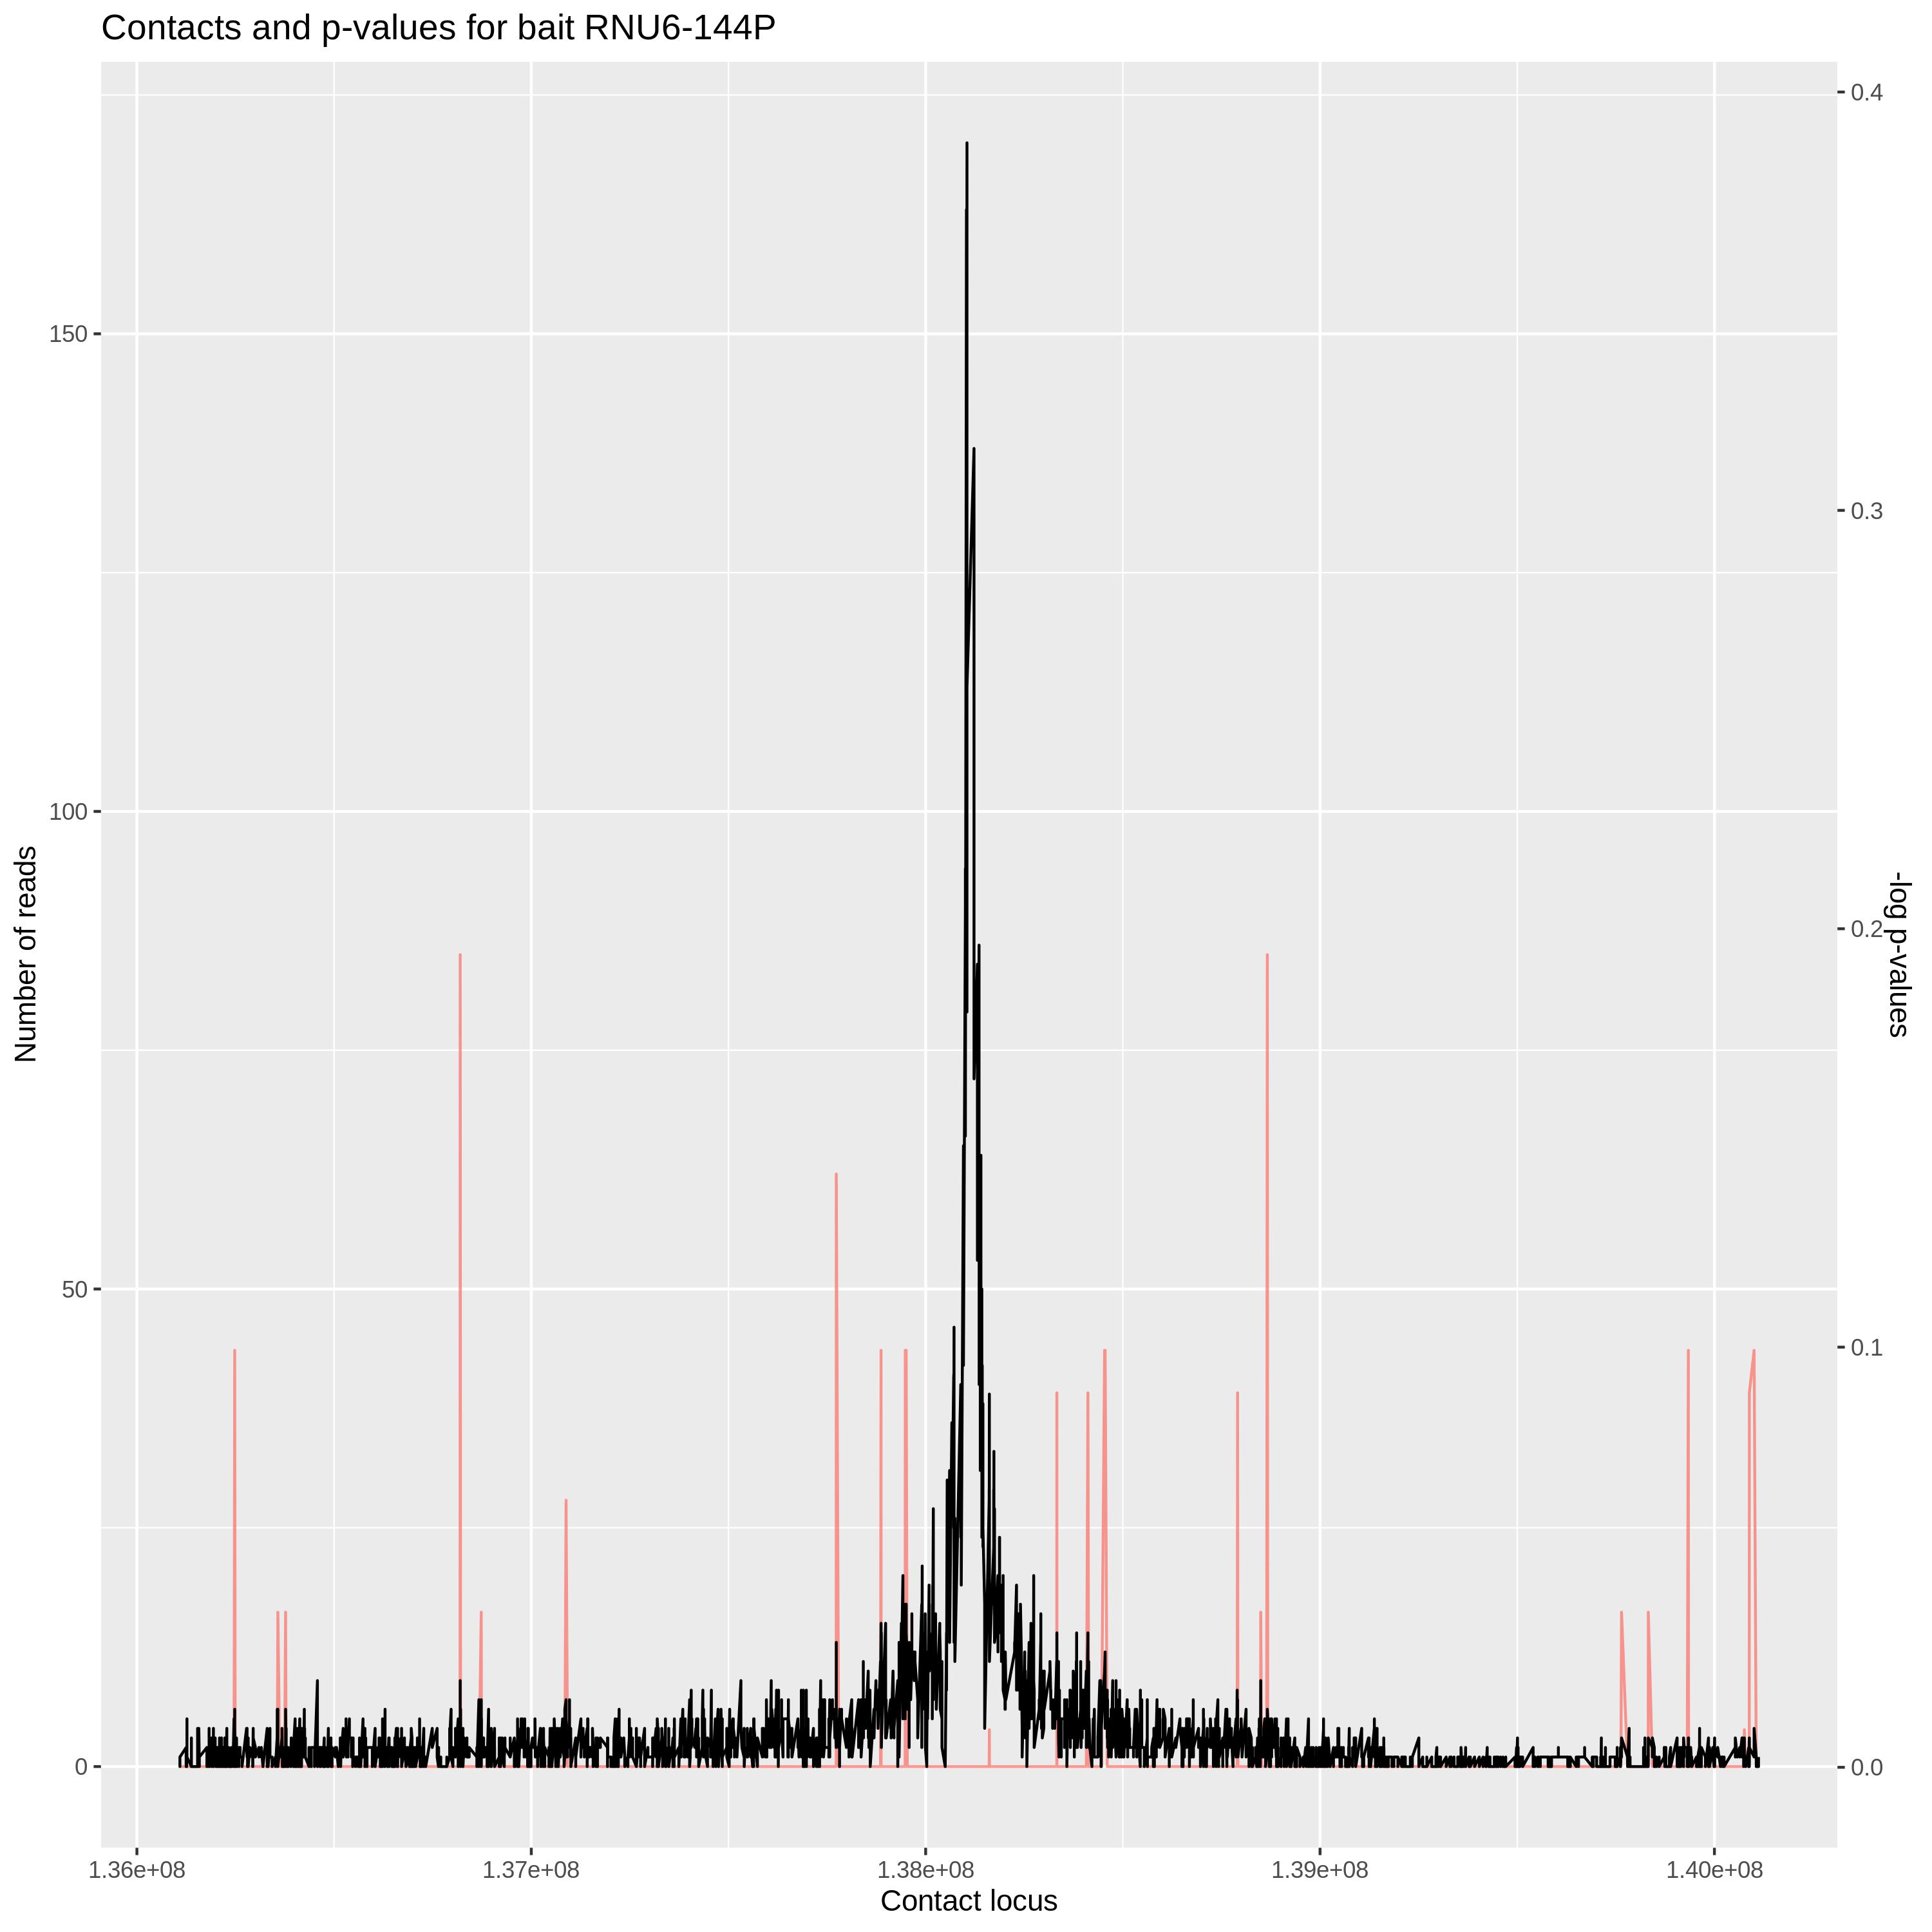 Contacts and p-values for bait RNU6-144P
Number of reads
150
100
50
0
0.4
0.3
0.2
0.1
0.0
-log p-values
1.36e+08
1.37e+08
1.38e+08
1.39e+08
1.40e+08
Contact locus